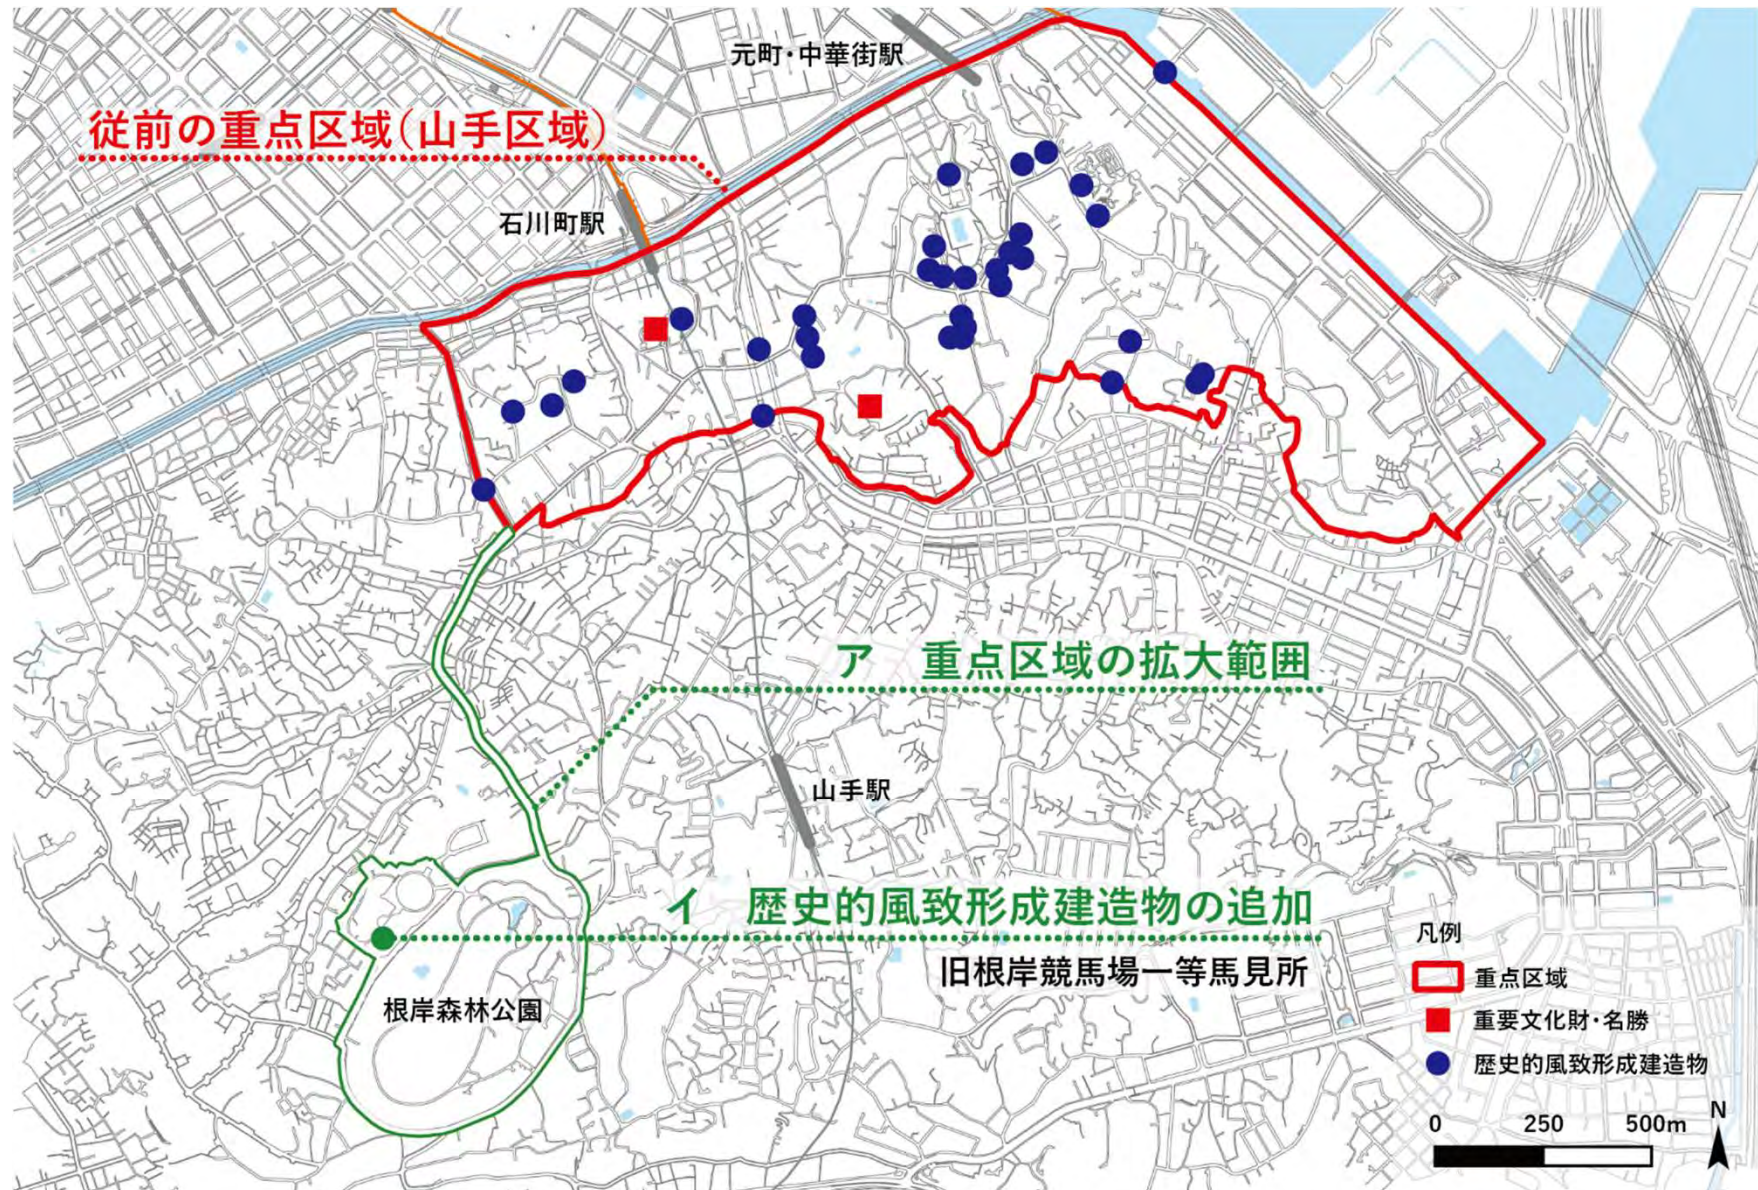 元町・中華街駅
従前の重点区域(山手区域)
石川町駅
ア 重点区域の拡大範囲
山手駅
イ 歴史的風致形成建造物の追加
旧根岸競馬場一等馬見所
根岸森林公園
凡例
重点区域
重要文化財・名勝
歴史的風致形成建造物
0 250 500m
N